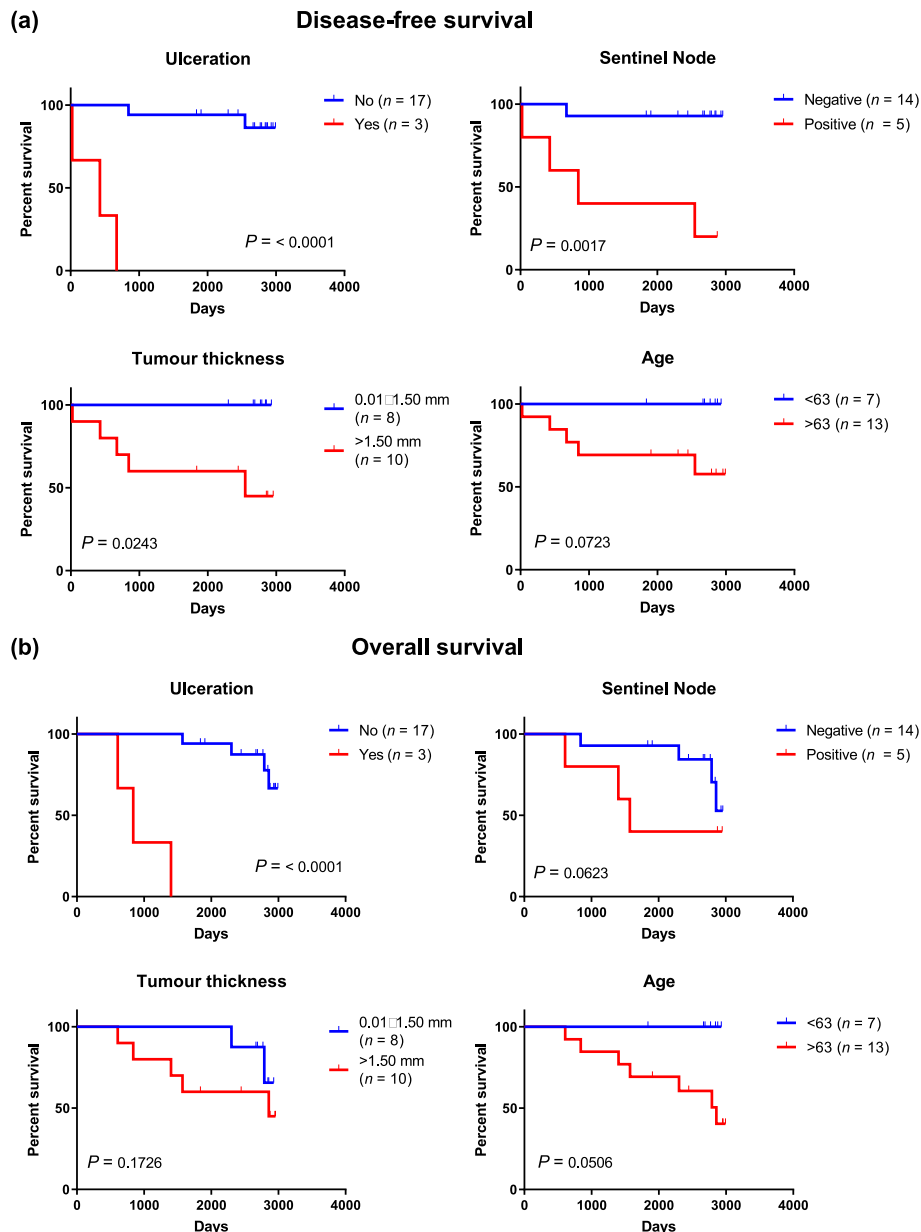 (a)
Disease-free survival
Ulceration
No (n = 17)
Yes (n = 3)
Percent survival
100
50
0
P = < 0.0001
0 1000 2000 3000 4000
Days
Sentinel Node
Negative (n = 14)
Positive (n = 5)
Percent survival
100
50
0
P = 0.0017
0 1000 2000 3000 4000
Days
Tumour thickness
0.01□1.50 mm
(n = 8)
>1.50 mm
(n = 10)
Percent survival
100
50
0
P = 0.0243
0 1000 2000 3000 4000
Days
Age
<63 (n = 7)
>63 (n = 13)
Percent survival
100
50
0
P = 0.0723
0 1000 2000 3000 4000
Days
(b)
Overall survival
Ulceration
No (n = 17)
Yes (n = 3)
Percent survival
100
50
0
P = < 0.0001
0 1000 2000 3000 4000
Days
Sentinel Node
Negative (n = 14)
Positive (n = 5)
Percent survival
100
50
0
P = 0.0623
0 1000 2000 3000 4000
Days
Tumour thickness
0.01□1.50 mm
(n = 8)
>1.50 mm
(n = 10)
Percent survival
100
50
0
P = 0.1726
0 1000 2000 3000 4000
Days
Age
<63 (n = 7)
>63 (n = 13)
Percent survival
100
50
0
P = 0.0506
0 1000 2000 3000 4000
Days